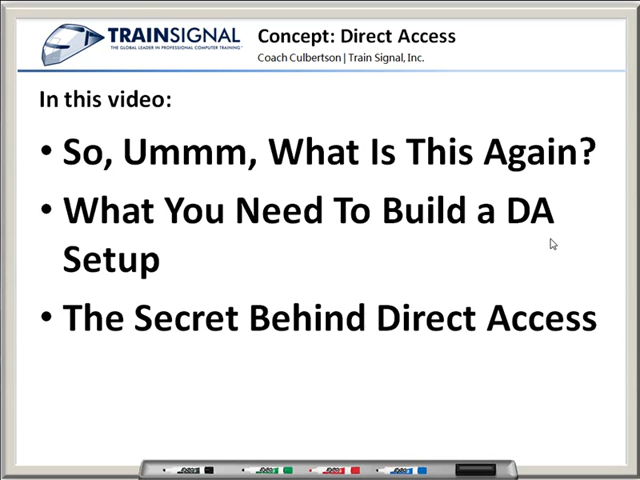 TRAINSIGNAL
THE GLOBAL LEADER IN PROFESSIONAL COMPUTER TRAINING
Concept: Direct Access
Coach Culbertson | Train Signal, Inc.
In this video:
• So, Ummm, What Is This Again?
• What You Need To Build a DA
Setup
• The Secret Behind Direct Access